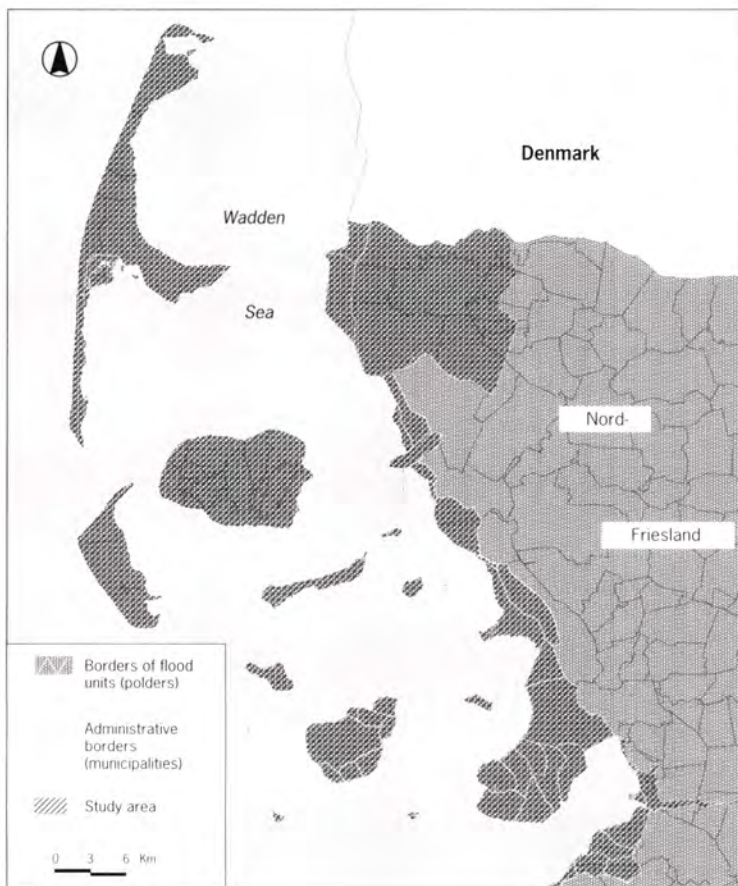 Denmark
Wadden
Sea
Nord-
Friesland
Borders of flood
units (polders)
Administrative
borders
(municipalities)
Study area
0 3 6 Km